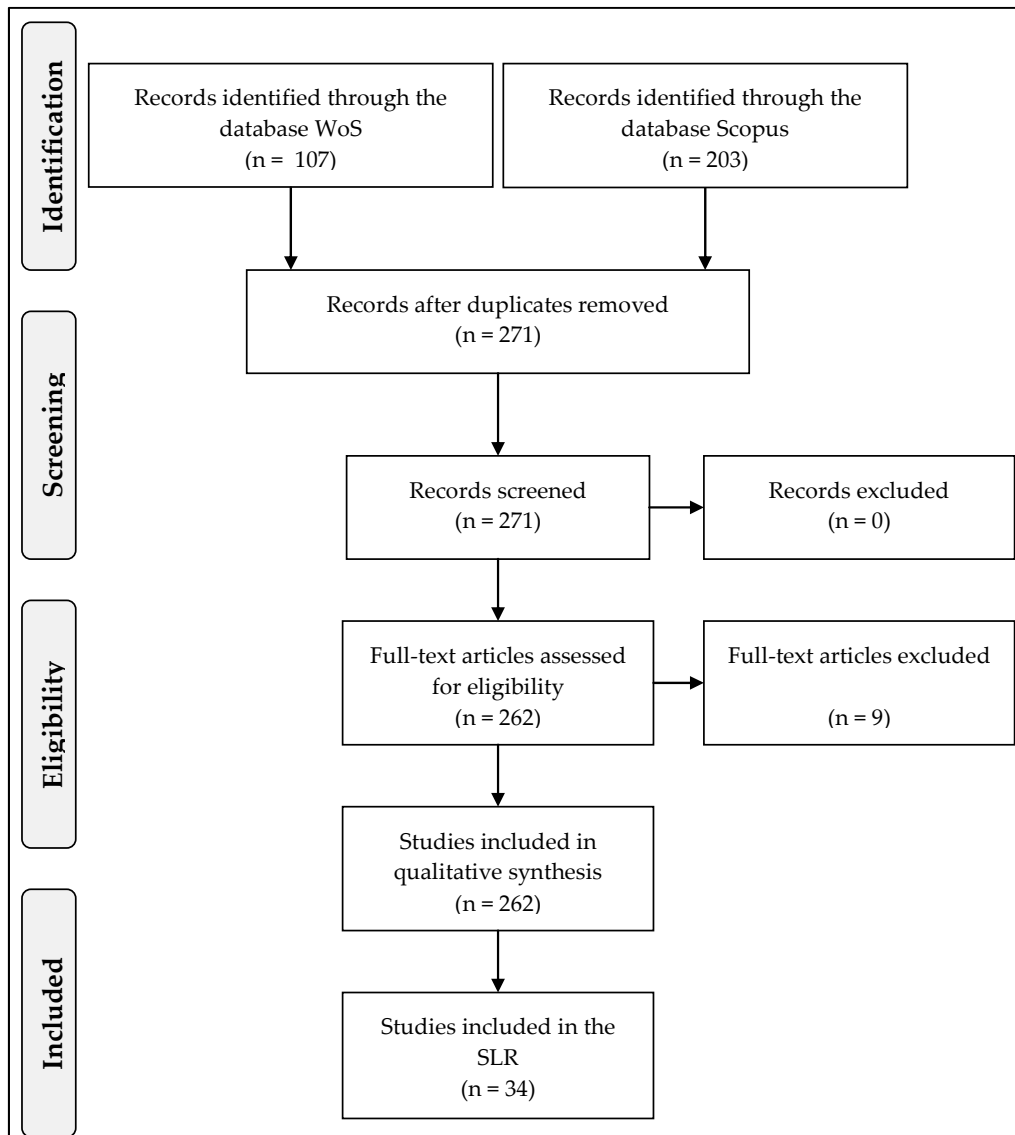 Identification
Records identified through the
database WoS
(n =  107)
Records identified through the
database Scopus
(n = 203)
Records after duplicates removed
(n = 271)
Screening
Records screened
(n = 271)
Records excluded
(n = 0)
Eligibility
Full-text articles assessed
for eligibility
(n = 262)
Full-text articles excluded
(n = 9)
Studies included in
qualitative synthesis
(n = 262)
Included
Studies included in the
SLR
(n = 34)